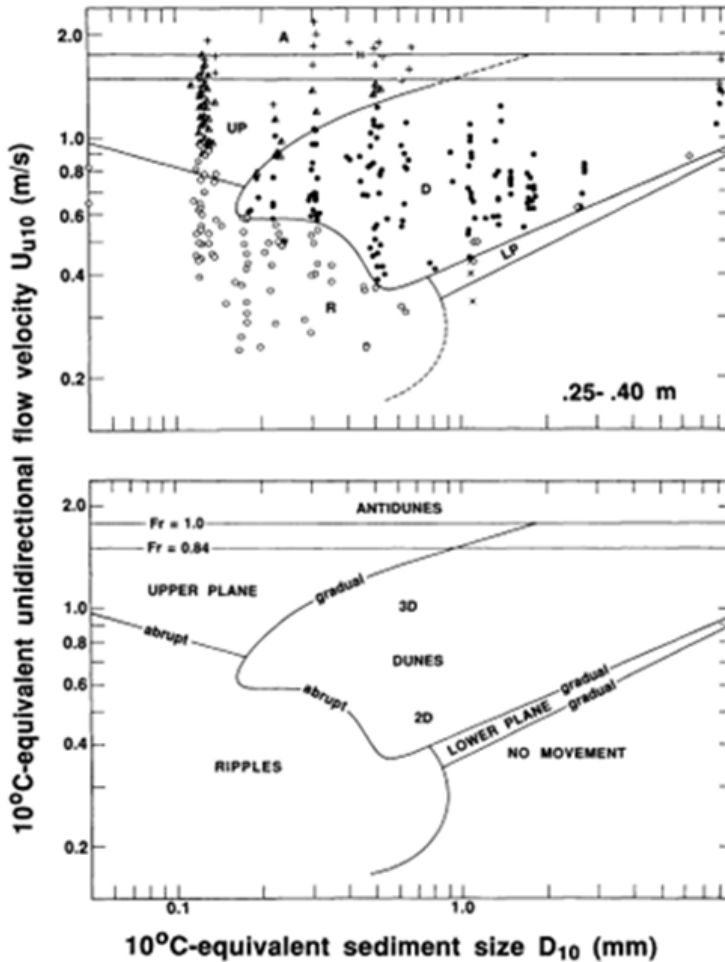 10°C-equivalent unidirectional flow velocity Uu10 (m/s)
2.0
1.0
0.8
0.6
0.4
0.2
A
UP
D
R
LP
.25- .40 m
2.0
1.0
0.8
0.6
0.4
0.2
ANTIDUNES
Fr = 1.0
Fr = 0.84
UPPER PLANE
gradual
abrupt
3D
DUNES
abrupt
2D
gradual
LOWER PLANE
gradual
NO MOVEMENT
RIPPLES
0.1
1.0
10°C-equivalent sediment size D10 (mm)